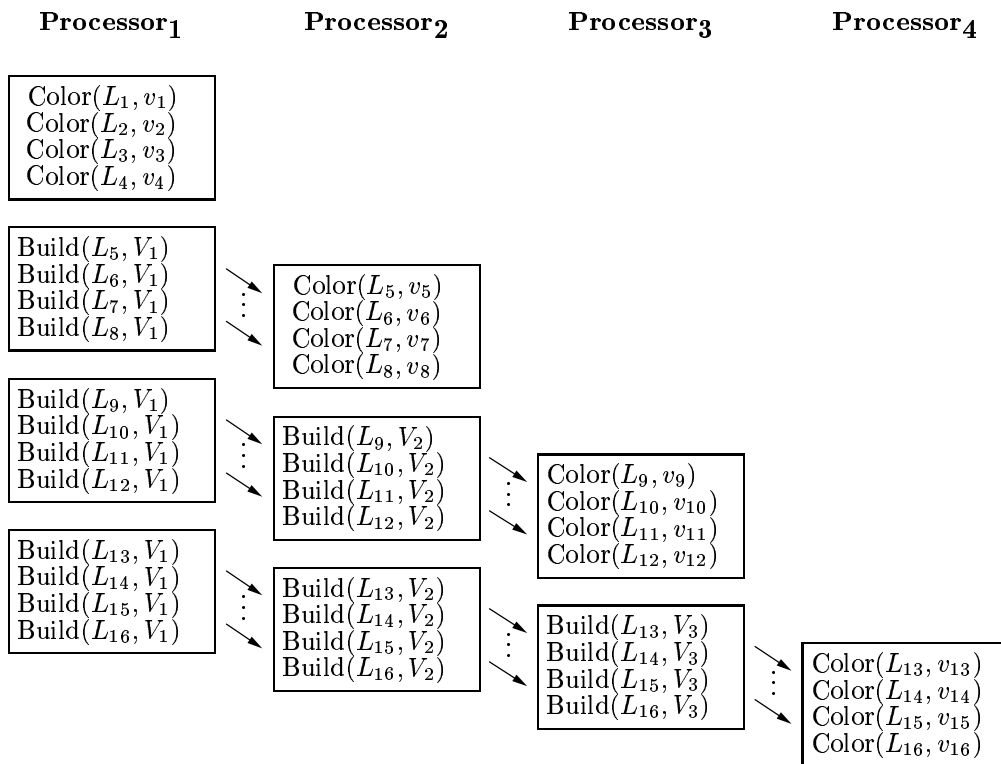 Processor₁ Processor₂ Processor₃ Processor₄
Color(L₁, v₁)
Color(L₂, v₂)
Color(L₃, v₃)
Color(L₄, v₄)
Build(L₅, V₁)
Build(L₆, V₁)
Build(L₇, V₁)
Build(L₈, V₁)
Color(L₅, v₅)
Color(L₆, v₆)
Color(L₇, v₇)
Color(L₈, v₈)
Build(L₉, V₁)
Build(L₁₀, V₁)
Build(L₁₁, V₁)
Build(L₁₂, V₁)
Build(L₉, V₂)
Build(L₁₀, V₂)
Build(L₁₁, V₂)
Build(L₁₂, V₂)
Color(L₉, v₉)
Color(L₁₀, v₁₀)
Color(L₁₁, v₁₁)
Color(L₁₂, v₁₂)
Build(L₁₃, V₁)
Build(L₁₄, V₁)
Build(L₁₅, V₁)
Build(L₁₆, V₁)
Build(L₁₃, V₂)
Build(L₁₄, V₂)
Build(L₁₅, V₂)
Build(L₁₆, V₂)
Build(L₁₃, V₃)
Build(L₁₄, V₃)
Build(L₁₅, V₃)
Build(L₁₆, V₃)
Color(L₁₃, v₁₃)
Color(L₁₄, v₁₄)
Color(L₁₅, v₁₅)
Color(L₁₆, v₁₆)